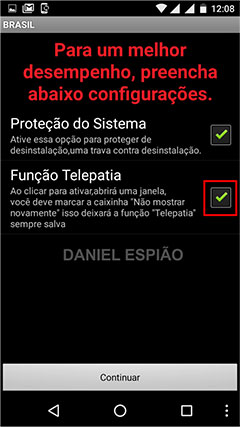 12:08
BRASIL
Para um melhor
desempenho, preencha
abaixo configurações.
Proteção do Sistema
Ative essa opção para proteger de
desinstalação,uma trava contra desinstalação.
Função Telepatia
Ao clicar para ativar,abrirá uma janela,
você deve marcar a caixinha "Não mostrar
novamente" isso deixará a função "Telepatia"
sempre salva
DANIEL ESPIÃO
Continuar